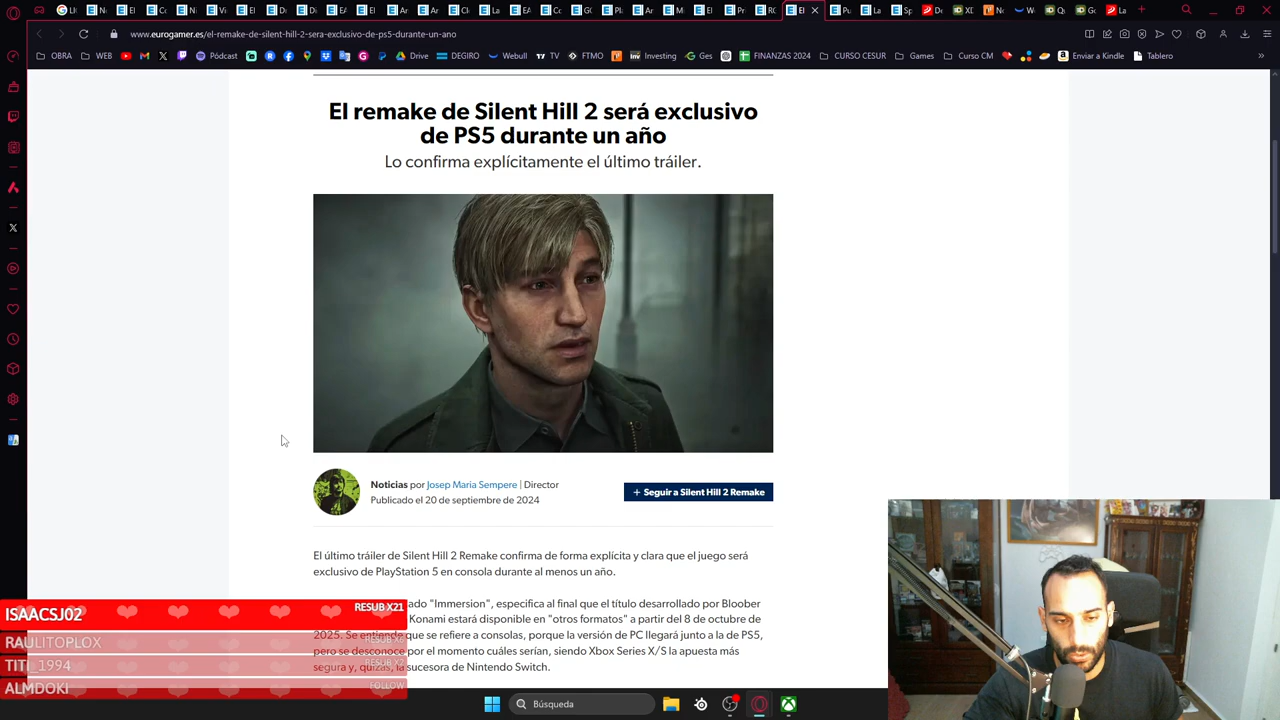 www.eurogamer.es/el-remake-de-silent-hill-2-sera-exclusivo-de-ps5-durante-un-ano
OBRA WEB Pódcast Drive DEGIRO Webull TV FTMO Investing Ges FINANZAS 2024 CURSO CESUR Games Curso CM Enviar a Kindle Tablero
El remake de Silent Hill 2 será exclusivo
de PS5 durante un año
Lo confirma explícitamente el último tráiler.
Noticias por Josep Maria Sempere | Director
Publicado el 20 de septiembre de 2024
+ Seguir a Silent Hill 2 Remake
El último tráiler de Silent Hill 2 Remake confirma de forma explícita y clara que el juego será
exclusivo de PlayStation 5 en consola durante al menos un año.
ado "Immersion", especifica al final que el título desarrollado por Bloober
Konami estará disponible en "otros formatos" a partir del 8 de octubre de
2025. Se entiende que se refiere a consolas, porque la versión de PC llegará junto a la de PS5,
pero se desconoce por el momento cuáles serían, siendo Xbox Series X/S la apuesta más
segura y, quizás, la sucesora de Nintendo Switch.
ISAACSJ02 RESUB X21
RAULITOPLOX
TITI_1994 RESUB X2
ALMDOKI FOLLOW
Búsqueda